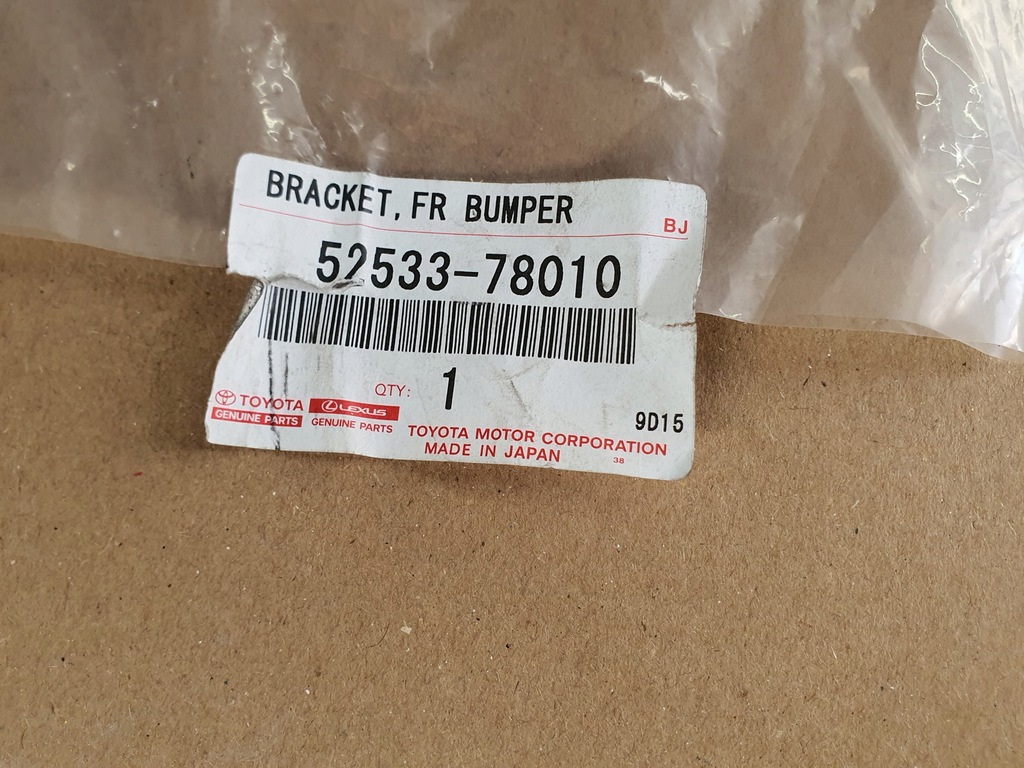 BRACKET, FR BUMPER
BJ
52533-78010
QTY: 1
TOYOTA
GENUINE PARTS
LEXUS
GENUINE PARTS
9D15
TOYOTA MOTOR CORPORATION
MADE IN JAPAN
38